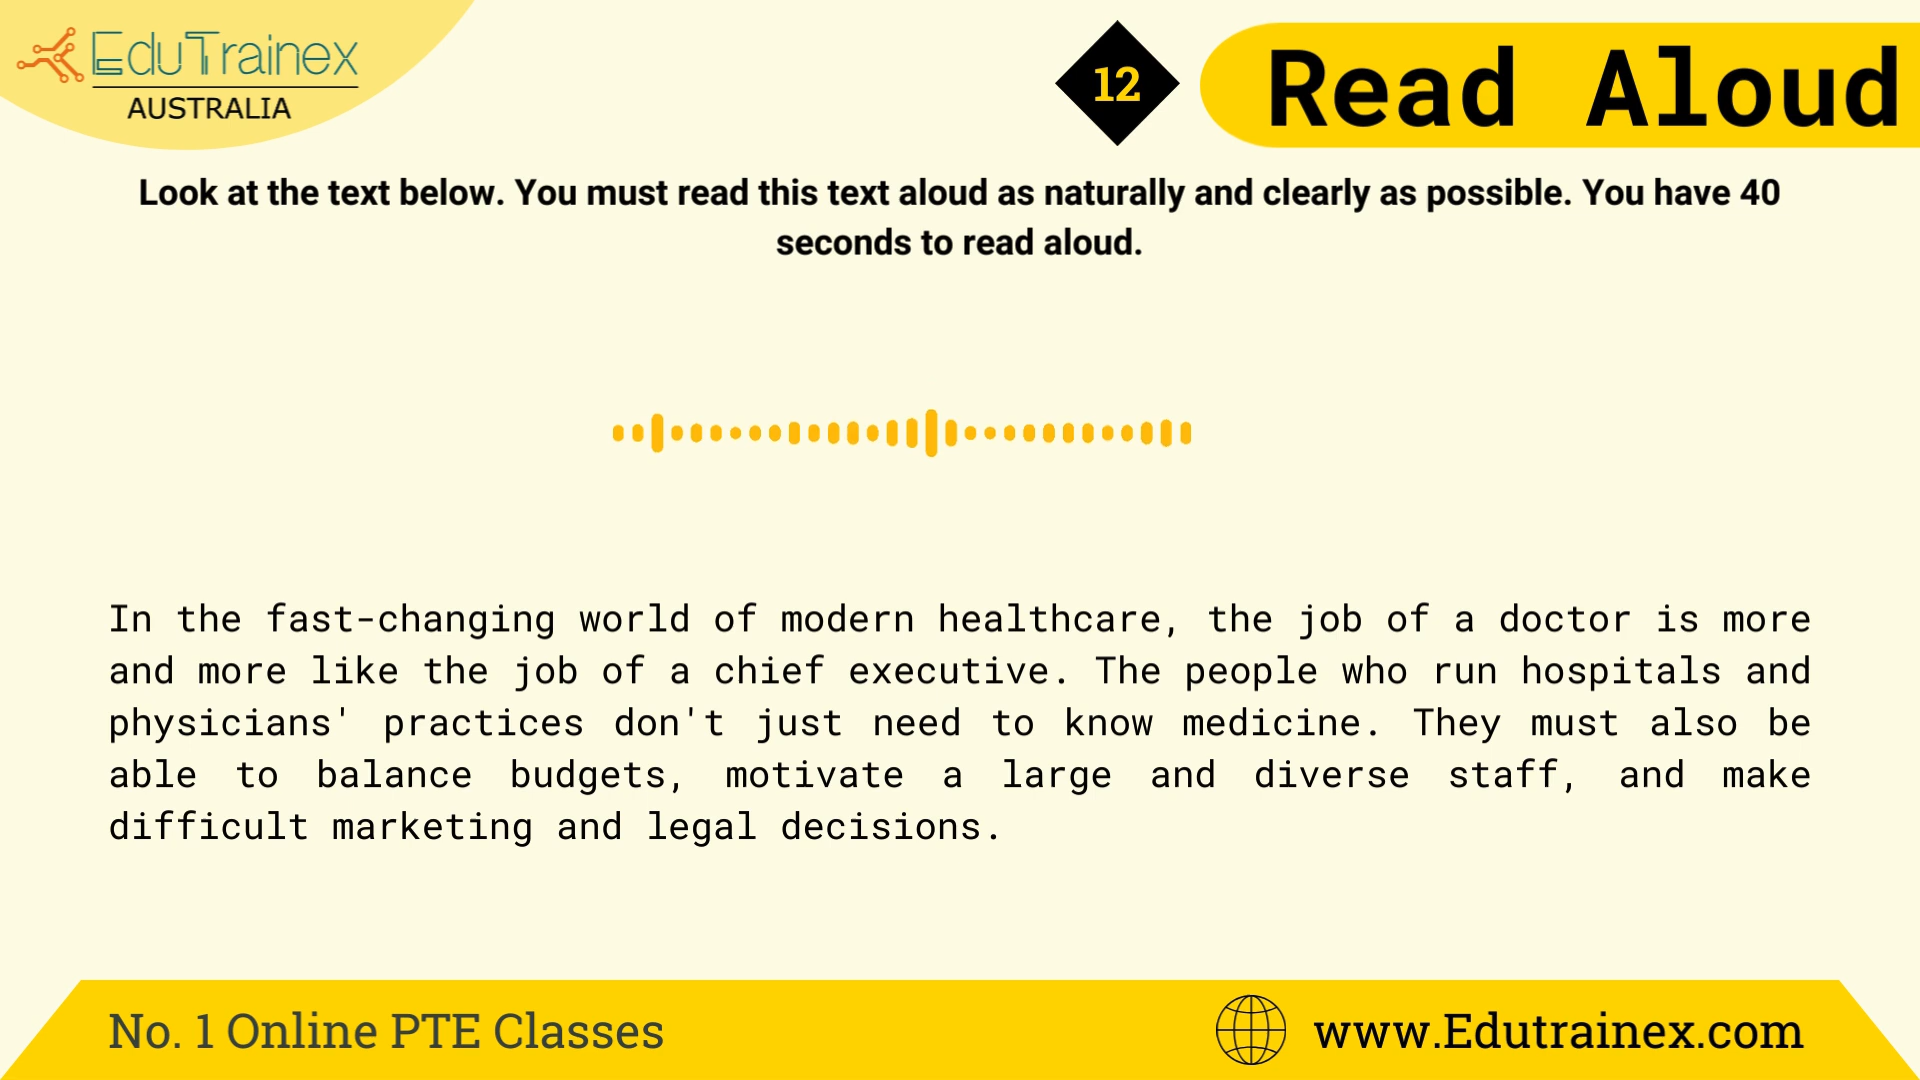 EduTrainex
AUSTRALIA
12
Read Aloud
Look at the text below. You must read this text aloud as naturally and clearly as possible. You have 40
seconds to read aloud.
In the fast-changing world of modern healthcare, the job of a doctor is more
and more like the job of a chief executive. The people who run hospitals and
physicians' practices don't just need to know medicine. They must also be
able to balance budgets, motivate a large and diverse staff, and make
difficult marketing and legal decisions.
No. 1 Online PTE Classes
www.Edutrainex.com